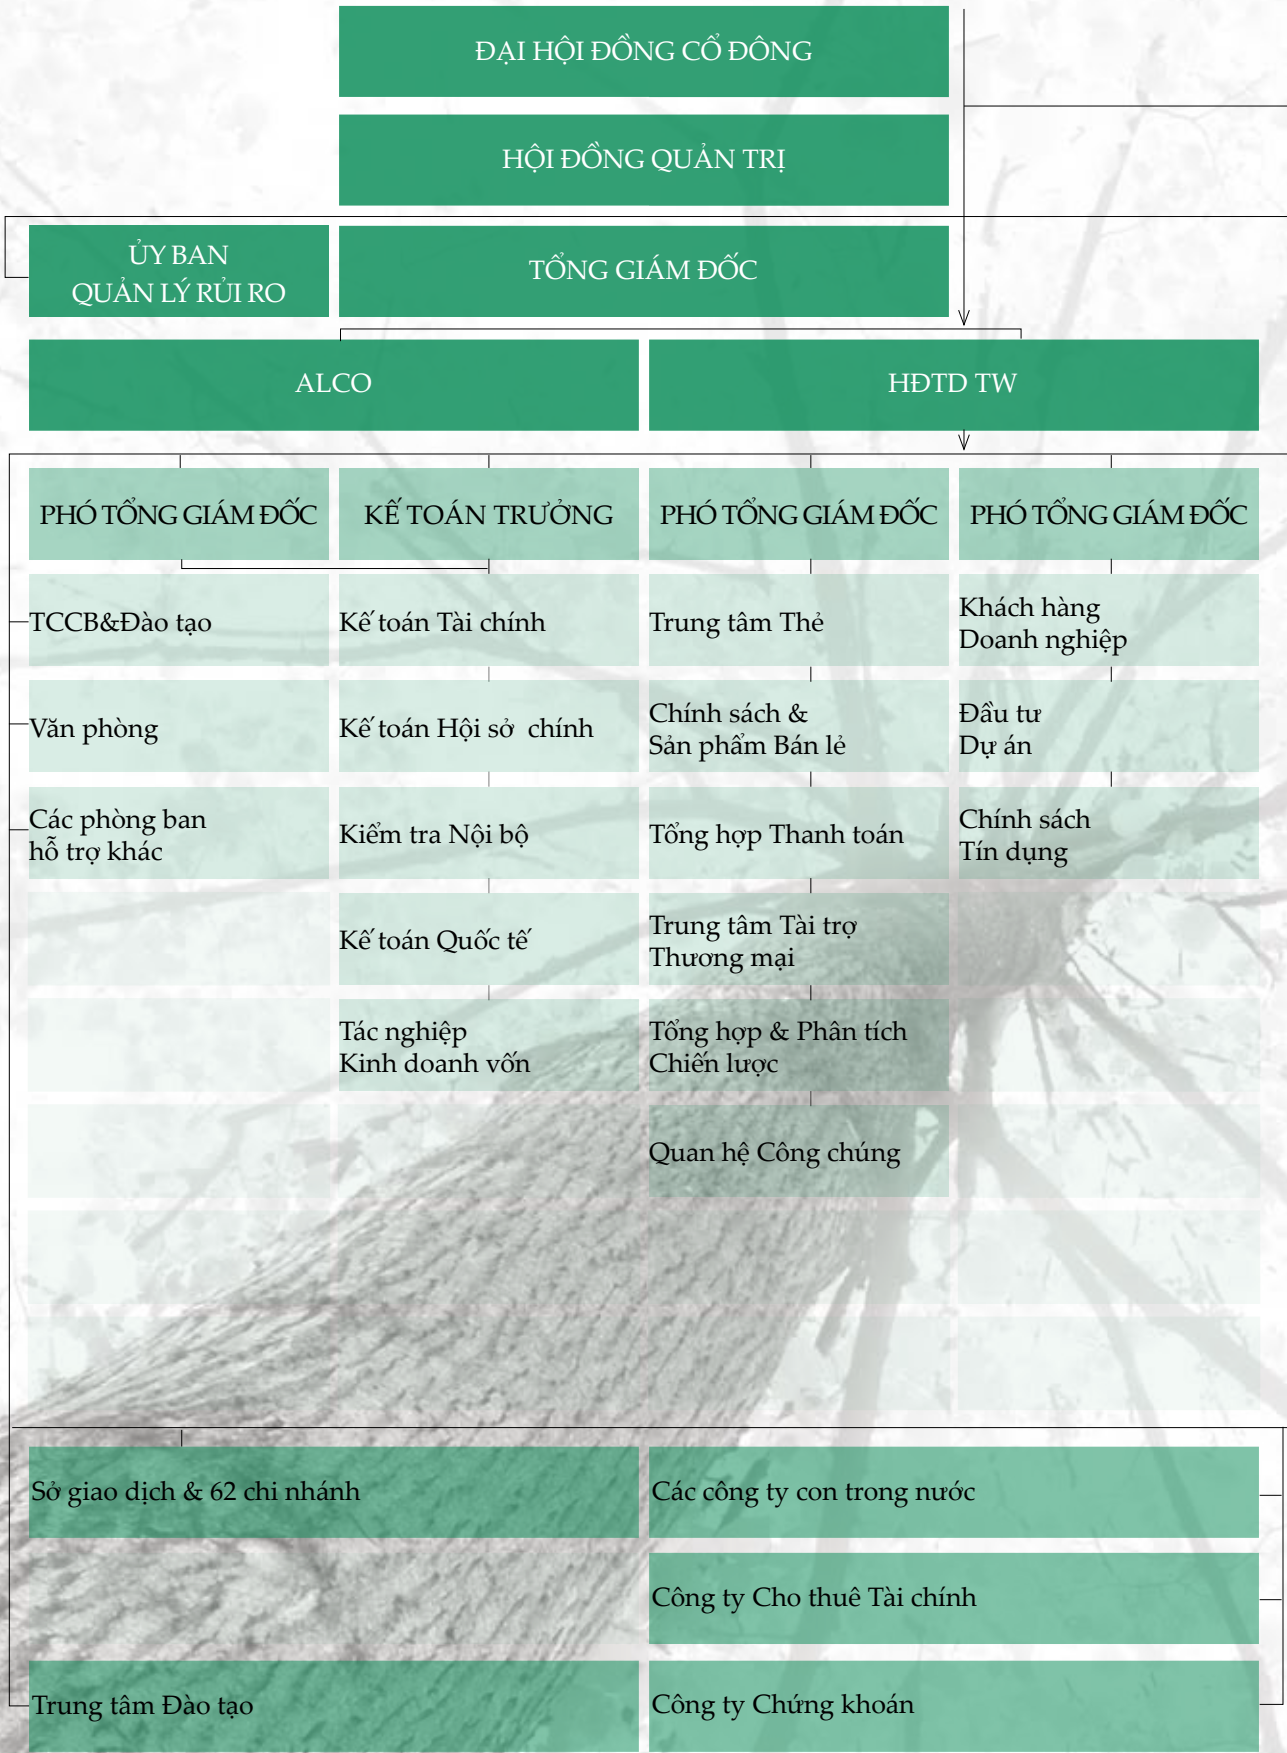 ĐẠI HỘI ĐỒNG CỔ ĐÔNG
HỘI ĐỒNG QUẢN TRỊ
ỦY BAN
QUẢN LÝ RỦI RO
TỔNG GIÁM ĐỐC
ALCO
HĐTD TW
PHÓ TỔNG GIÁM ĐỐC
KẾ TOÁN TRƯỞNG
PHÓ TỔNG GIÁM ĐỐC
PHÓ TỔNG GIÁM ĐỐC
TCCB&Đào tạo
Kế toán Tài chính
Trung tâm Thẻ
Khách hàng
Doanh nghiệp
Văn phòng
Kế toán Hội sở chính
Chính sách &
Sản phẩm Bán lẻ
Đầu tư
Dự án
Các phòng ban
hỗ trợ khác
Kiểm tra Nội bộ
Tổng hợp Thanh toán
Chính sách
Tín dụng
Kế toán Quốc tế
Trung tâm Tài trợ
Thương mại
Tác nghiệp
Kinh doanh vốn
Tổng hợp & Phân tích
Chiến lược
Quan hệ Công chúng
Sở giao dịch & 62 chi nhánh
Các công ty con trong nước
Công ty Cho thuê Tài chính
Trung tâm Đào tạo
Công ty Chứng khoán